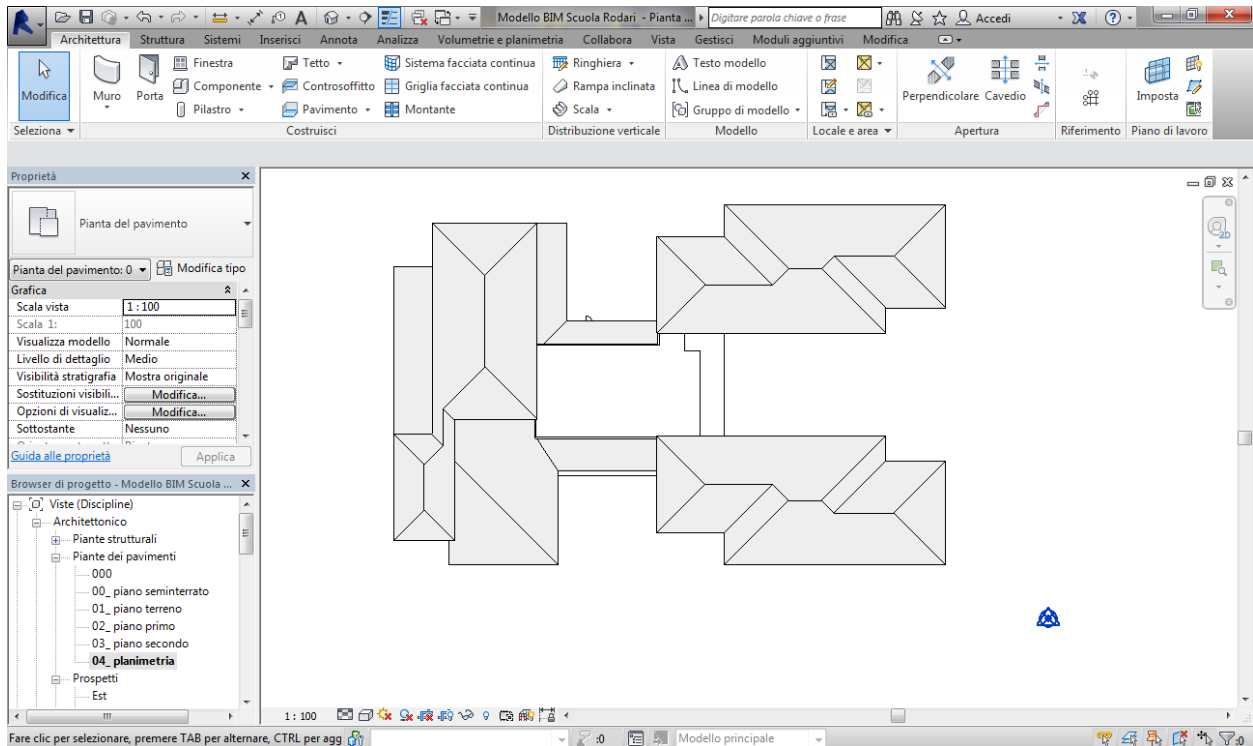 Modello BIM Scuola Rodari - Pianta ...
Digitare parola chiave o frase
Accedi
Architettura Struttura Sistemi Inserisci Annota Analizza Volumetrie e planimetria Collabora Vista Gestisci Moduli aggiuntivi Modifica
Modifica
Muro
Porta
Finestra
Componente
Pilastro
Tetto
Controsoffitto
Pavimento
Sistema facciata continua
Griglia facciata continua
Montante
Ringhiera
Rampa inclinata
Scala
Testo modello
Linea di modello
Gruppo di modello
Perpendicolare
Cavedio
Imposta
Seleziona Costruisci Distribuzione verticale Modello Locale e area Apertura Riferimento Piano di lavoro
Proprietà
Pianta del pavimento
Pianta del pavimento: 0 Modifica tipo
Grafica
Scala vista 1 : 100
Scala 1: 100
Visualizza modello Normale
Livello di dettaglio Medio
Visibilità stratigrafia Mostra originale
Sostituzioni visibili... Modifica...
Opzioni di visualiz... Modifica...
Sottostante Nessuno
Guida alle proprietà Applica
Browser di progetto - Modello BIM Scuola ...
Viste (Discipline)
Architettonico
Piante strutturali
Piante dei pavimenti
000
00_ piano seminterrato
01_ piano terreno
02_ piano primo
03_ piano secondo
04_ planimetria
Prospetti
Est
2D
1 : 100
Fare clic per selezionare, premere TAB per alternare, CTRL per agg
:0
Modello principale
:0